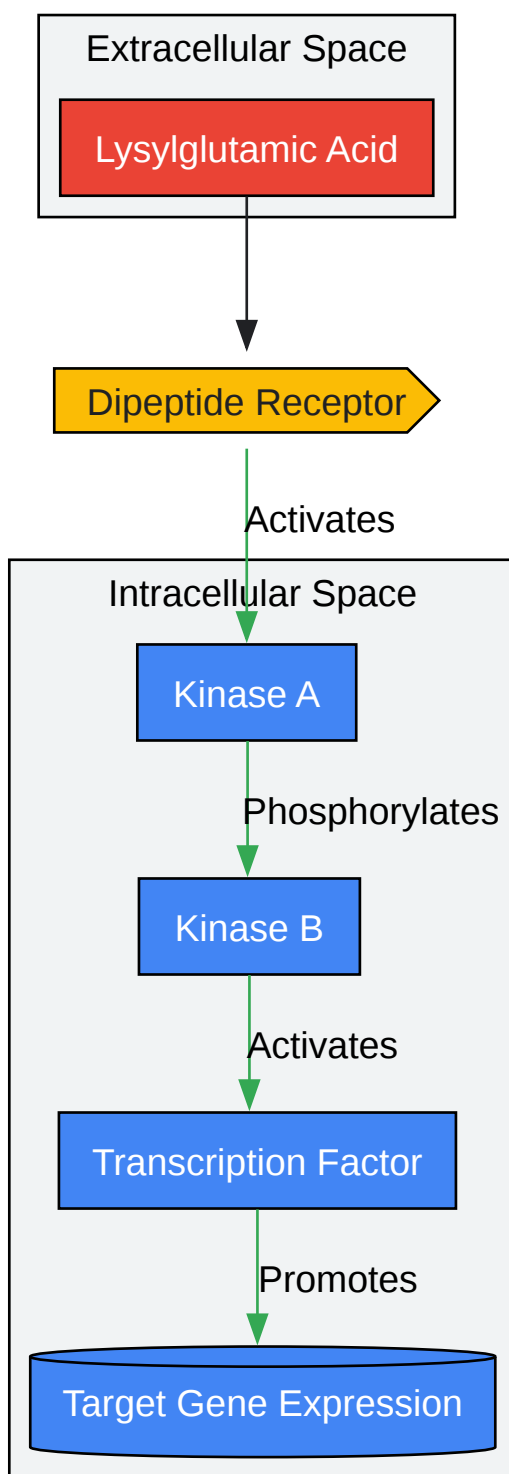 Extracellular Space
Lysylglutamic Acid
Dipeptide Receptor
Activates
Intracellular Space
Kinase A
Phosphorylates
Kinase B
Activates
Transcription Factor
Promotes
Target Gene Expression